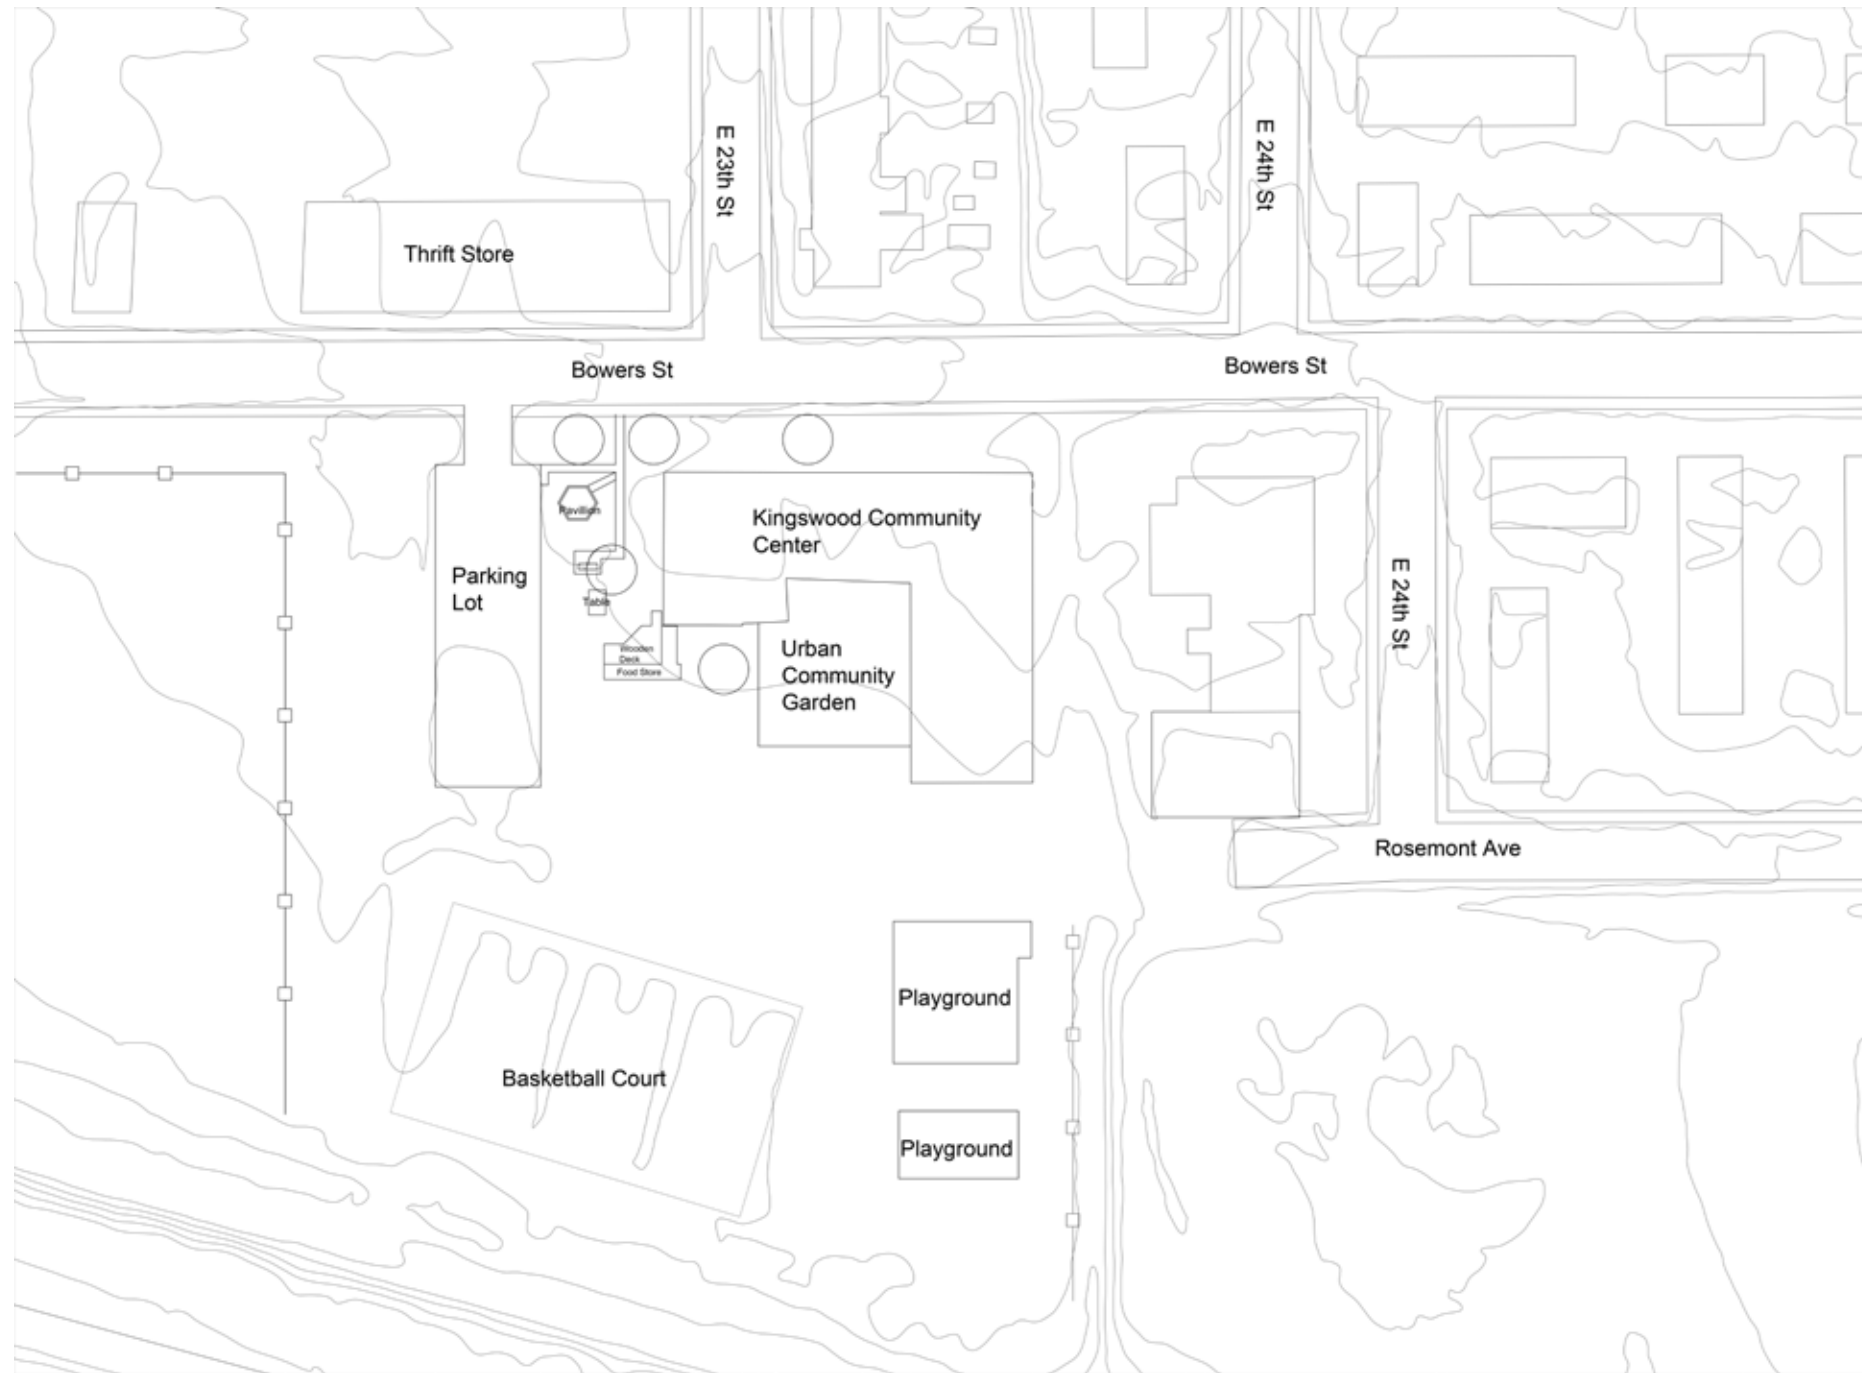 E 23th St
E 24th St
Thrift Store
Bowers St
Bowers St
Pavillion
Kingswood Community
Center
Parking
Lot
Table
E 24th St
Wooden
Deck
Food Store
Urban
Community
Garden
Rosemont Ave
Playground
Basketball Court
Playground